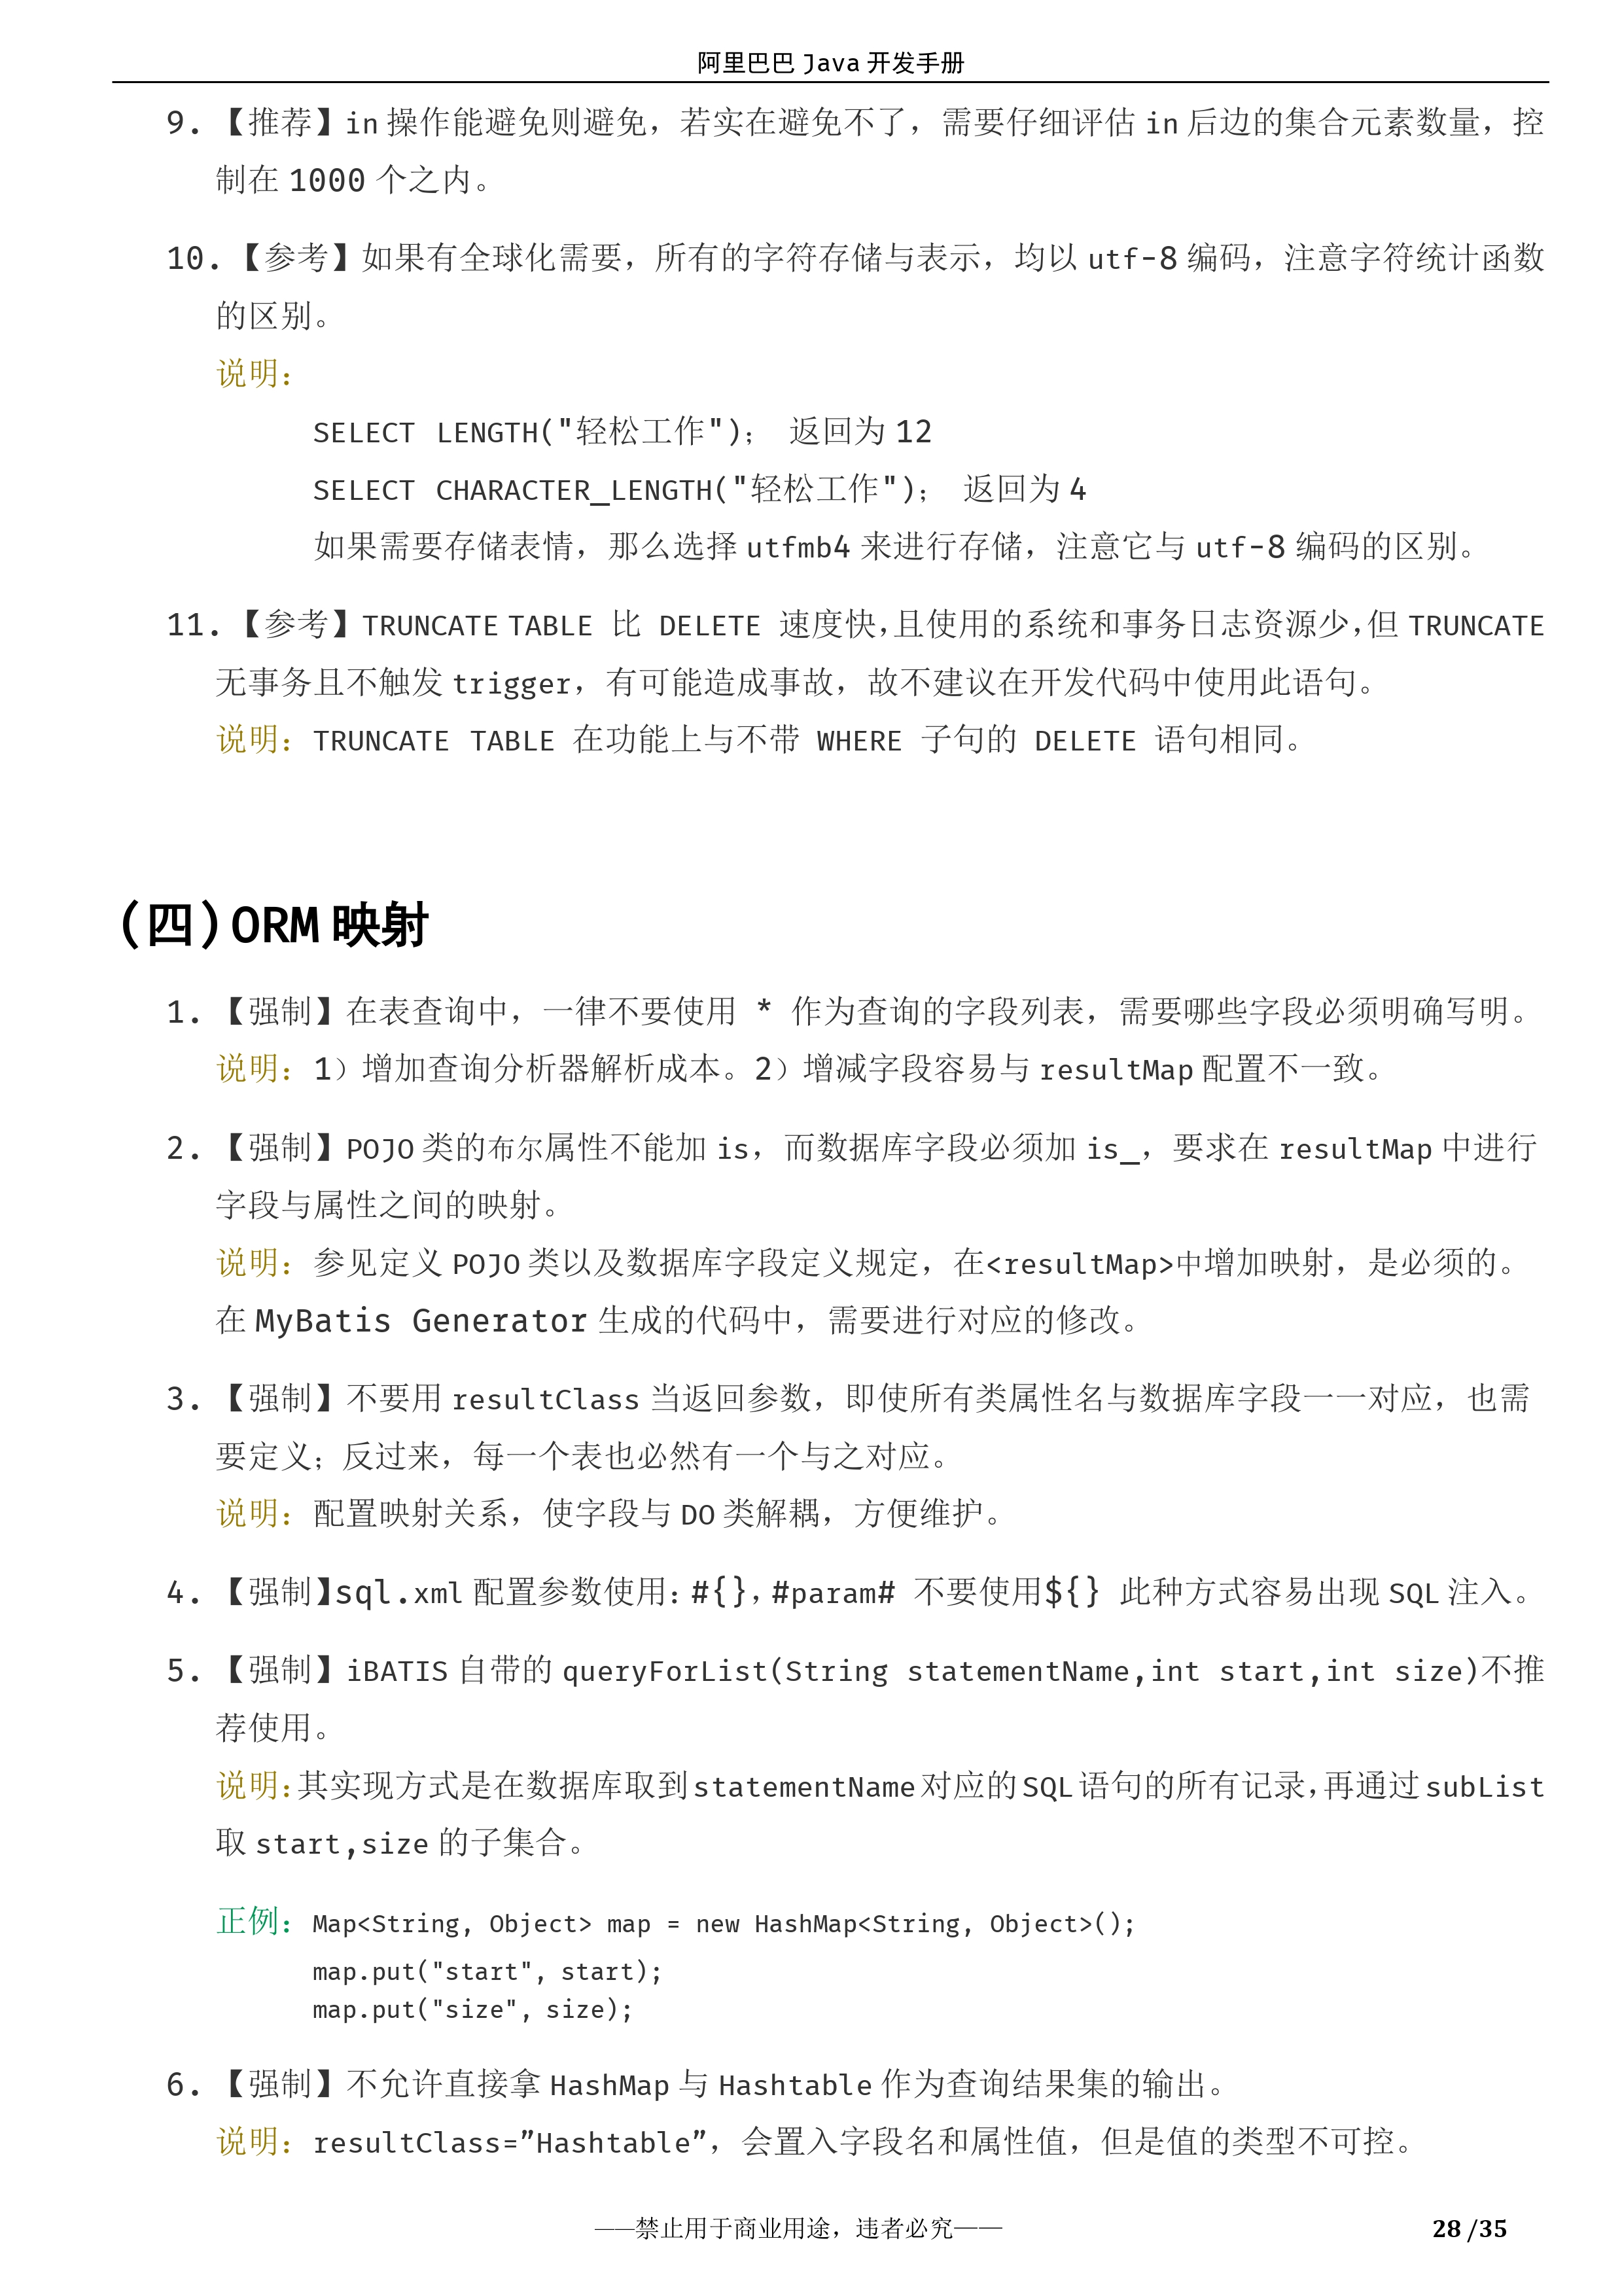 阿里巴巴 Java 开发手册
9. 【推荐】in 操作能避免则避免，若实在避免不了，需要仔细评估 in 后边的集合元素数量，控
制在 1000 个之内。
10. 【参考】如果有全球化需要，所有的字符存储与表示，均以 utf-8 编码，注意字符统计函数
的区别。
说明：
SELECT LENGTH("轻松工作")； 返回为 12
SELECT CHARACTER_LENGTH("轻松工作")； 返回为 4
如果需要存储表情，那么选择 utfmb4 来进行存储，注意它与 utf-8 编码的区别。
11. 【参考】TRUNCATE TABLE 比 DELETE 速度快，且使用的系统和事务日志资源少，但 TRUNCATE
无事务且不触发 trigger，有可能造成事故，故不建议在开发代码中使用此语句。
说明：TRUNCATE TABLE 在功能上与不带 WHERE 子句的 DELETE 语句相同。
(四)ORM 映射
1. 【强制】在表查询中，一律不要使用 * 作为查询的字段列表，需要哪些字段必须明确写明。
说明：1）增加查询分析器解析成本。2）增减字段容易与 resultMap 配置不一致。
2. 【强制】POJO 类的布尔属性不能加 is，而数据库字段必须加 is_，要求在 resultMap 中进行
字段与属性之间的映射。
说明：参见定义 POJO 类以及数据库字段定义规定，在<resultMap>中增加映射，是必须的。
在 MyBatis Generator 生成的代码中，需要进行对应的修改。
3. 【强制】不要用 resultClass 当返回参数，即使所有类属性名与数据库字段一一对应，也需
要定义；反过来，每一个表也必然有一个与之对应。
说明：配置映射关系，使字段与 DO 类解耦，方便维护。
4. 【强制】sql.xml 配置参数使用：#{}，#param# 不要使用${} 此种方式容易出现 SQL 注入。
5. 【强制】iBATIS 自带的 queryForList(String statementName,int start,int size)不推
荐使用。
说明：其实现方式是在数据库取到 statementName 对应的 SQL 语句的所有记录，再通过 subList
取 start,size 的子集合。
正例：Map<String, Object> map = new HashMap<String, Object>();
map.put("start", start);
map.put("size", size);
6. 【强制】不允许直接拿 HashMap 与 Hashtable 作为查询结果集的输出。
说明：resultClass=”Hashtable”，会置入字段名和属性值，但是值的类型不可控。
——禁止用于商业用途，违者必究—— 28 /35